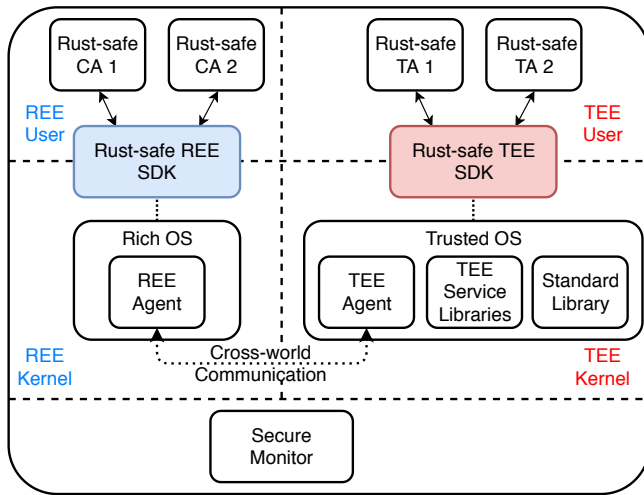 Rust-safe
CA 1
Rust-safe
CA 2
Rust-safe
TA 1
Rust-safe
TA 2
REE
User
TEE
User
Rust-safe REE
SDK
Rust-safe TEE
SDK
Rich OS
REE
Agent
Trusted OS
TEE
Agent
TEE
Service
Libraries
Standard
Library
Cross-world
Communication
REE
Kernel
TEE
Kernel
Secure
Monitor